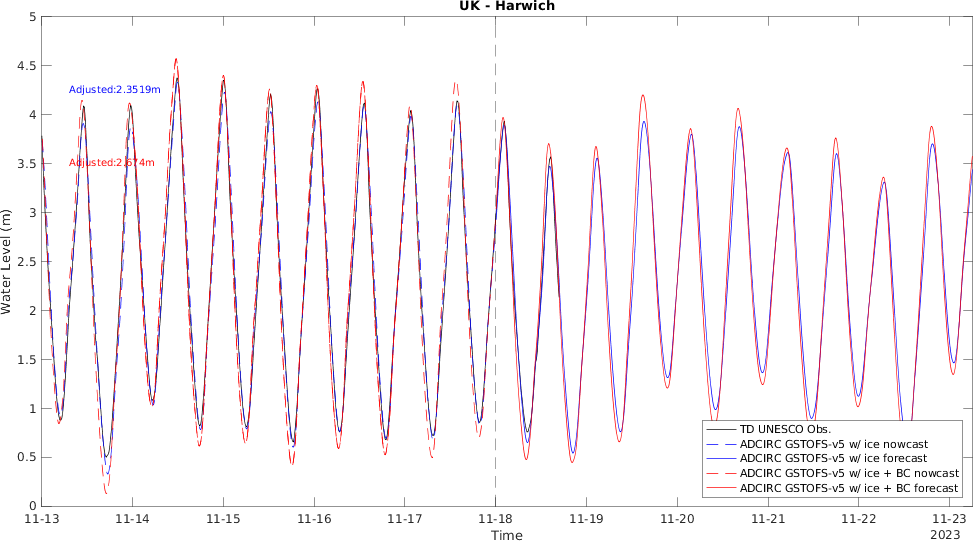 UK - Harwich
5
4.5
4
3.5
3
2.5
2
1.5
1
0.5
0
Water Level (m)
Adjusted:2.3519m
Adjusted:2.674m
TD UNESCO Obs.
ADCIRC GSTOFS-v5 w/ ice nowcast
ADCIRC GSTOFS-v5 w/ ice forecast
ADCIRC GSTOFS-v5 w/ ice + BC nowcast
ADCIRC GSTOFS-v5 w/ ice + BC forecast
11-13 11-14 11-15 11-16 11-17 11-18 11-19 11-20 11-21 11-22 11-23
Time 2023